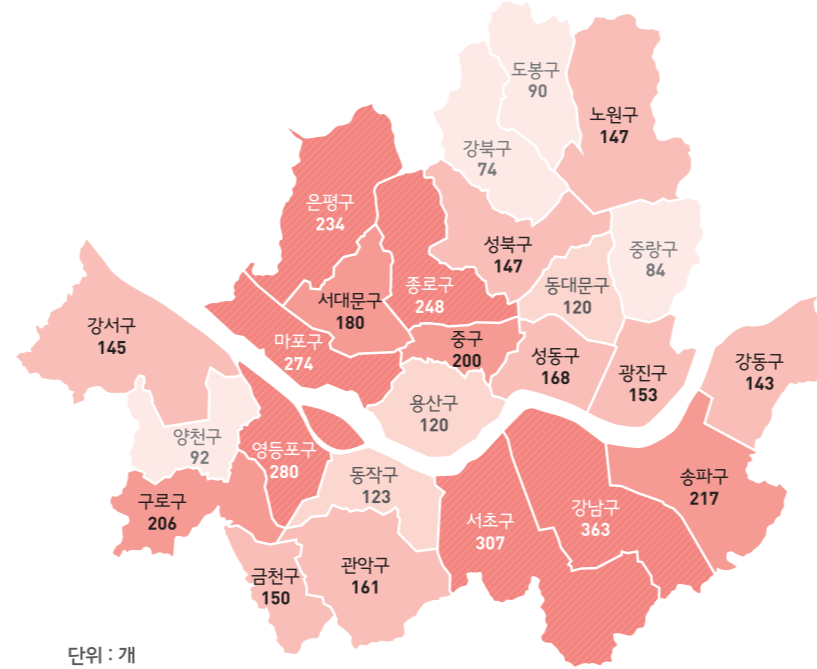 도봉구
90
노원구
147
강북구
74
은평구
234
성북구
147
중랑구
84
종로구
248
동대문구
120
서대문구
180
강서구
145
마포구
274
중구
200
성동구
168
광진구
153
강동구
143
용산구
120
양천구
92
영등포구
280
동작구
123
송파구
217
구로구
206
서초구
307
강남구
363
금천구
150
관악구
161
단위 : 개